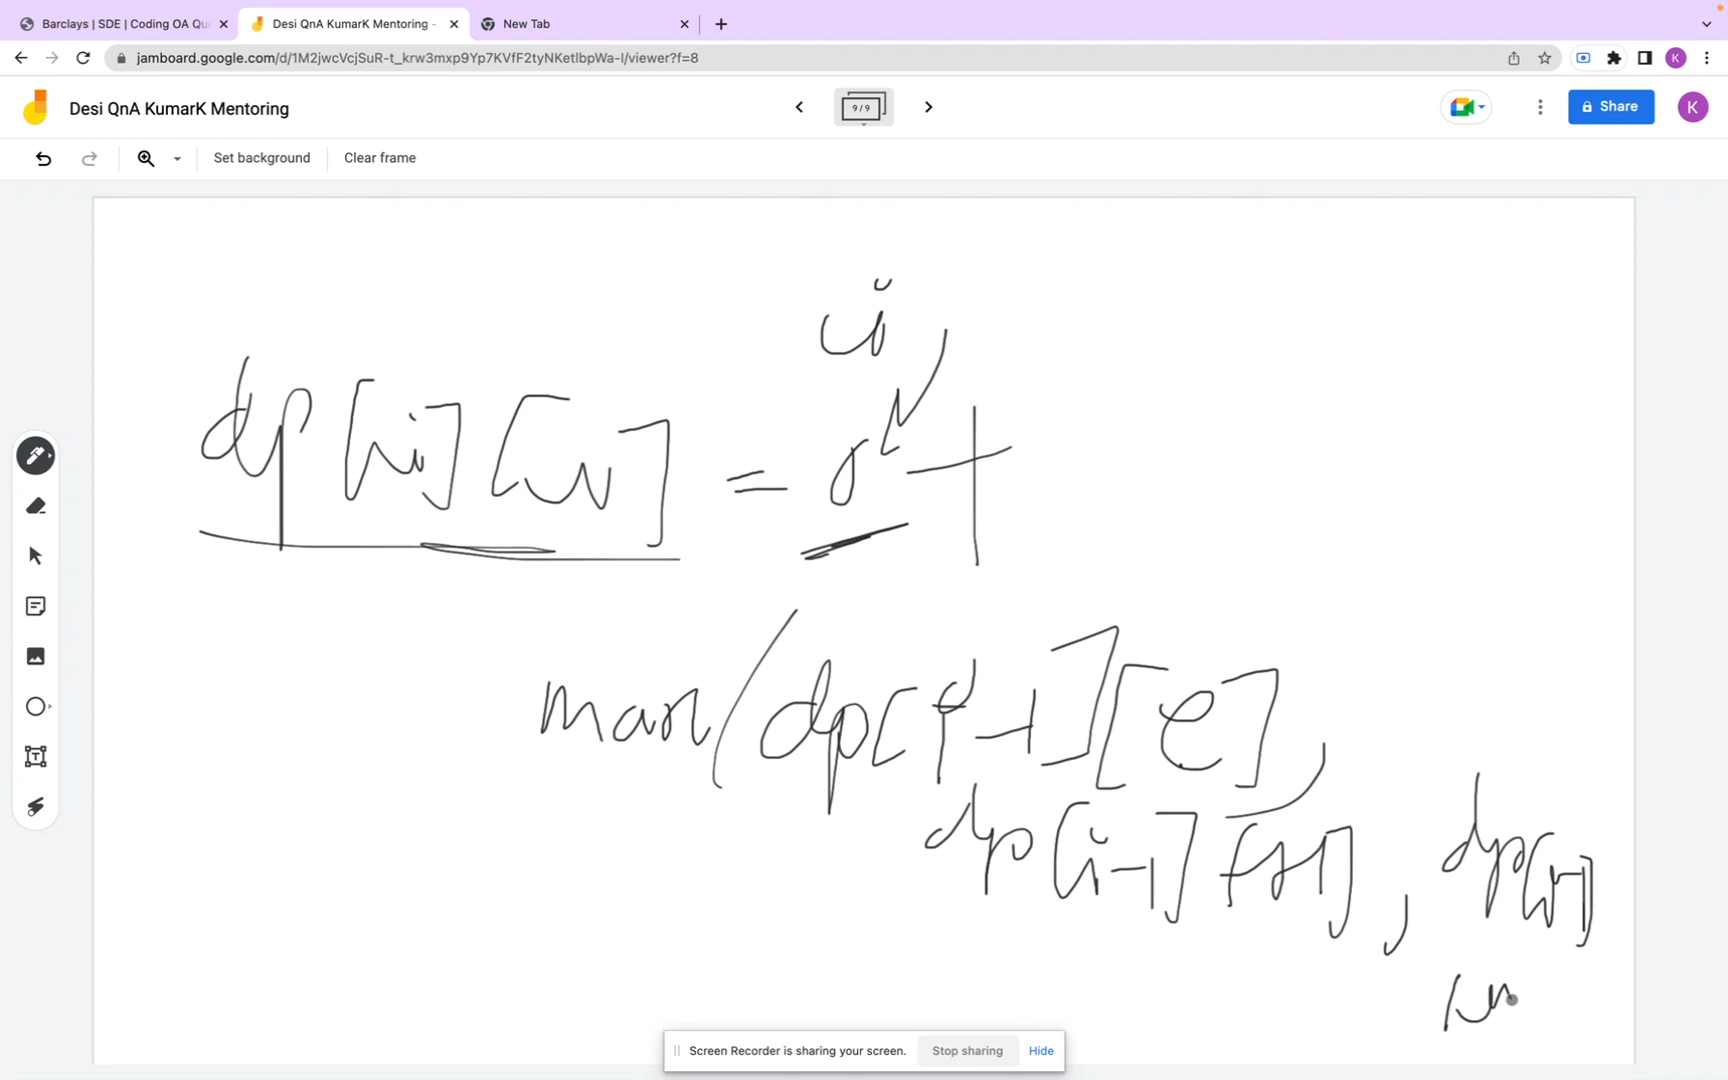 Barclays | SDE | Coding OA Qu
Desi QnA KumarK Mentoring -
New Tab
jamboard.google.com/d/1M2jwcVcjSuR-t_krw3mxp9Yp7KVfF2tyNKetlbpWa-I/viewer?f=8
K
Desi QnA KumarK Mentoring
9/9
Share
K
Set background
Clear frame
dp[i][w] = +
max(dp[i-1][e],
dp[i-1]
dp[
Screen Recorder is sharing your screen.
Stop sharing
Hide